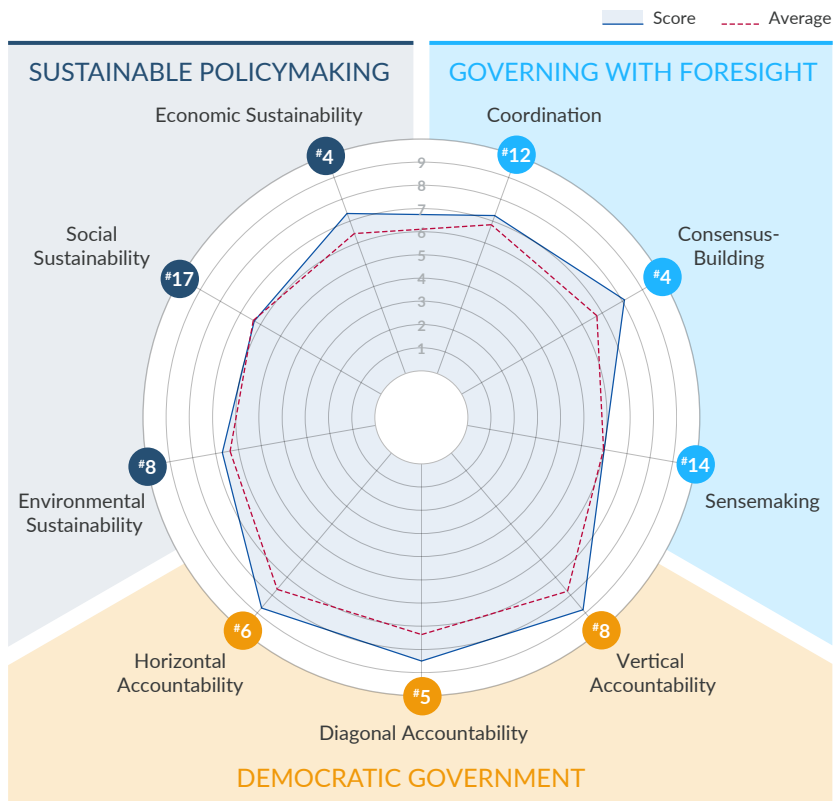 Score
Average
SUSTAINABLE POLICYMAKING
GOVERNING WITH FORESIGHT
Economic Sustainability
Coordination
#4
#12
9
8
7
6
5
4
3
2
1
Social
Sustainability
#17
Consensus-
Building
#4
#8
Environmental
Sustainability
#14
Sensemaking
#6
Horizontal
Accountability
#8
Vertical
Accountability
#5
Diagonal Accountability
DEMOCRATIC GOVERNMENT